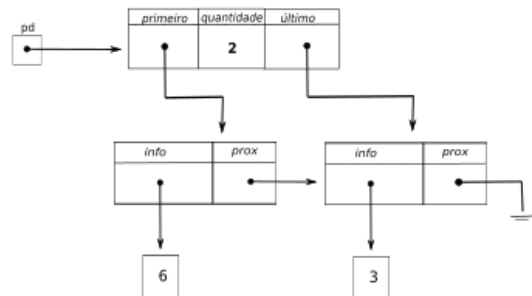 pd
primeiro quantidade último
2
info prox
info prox
6
3